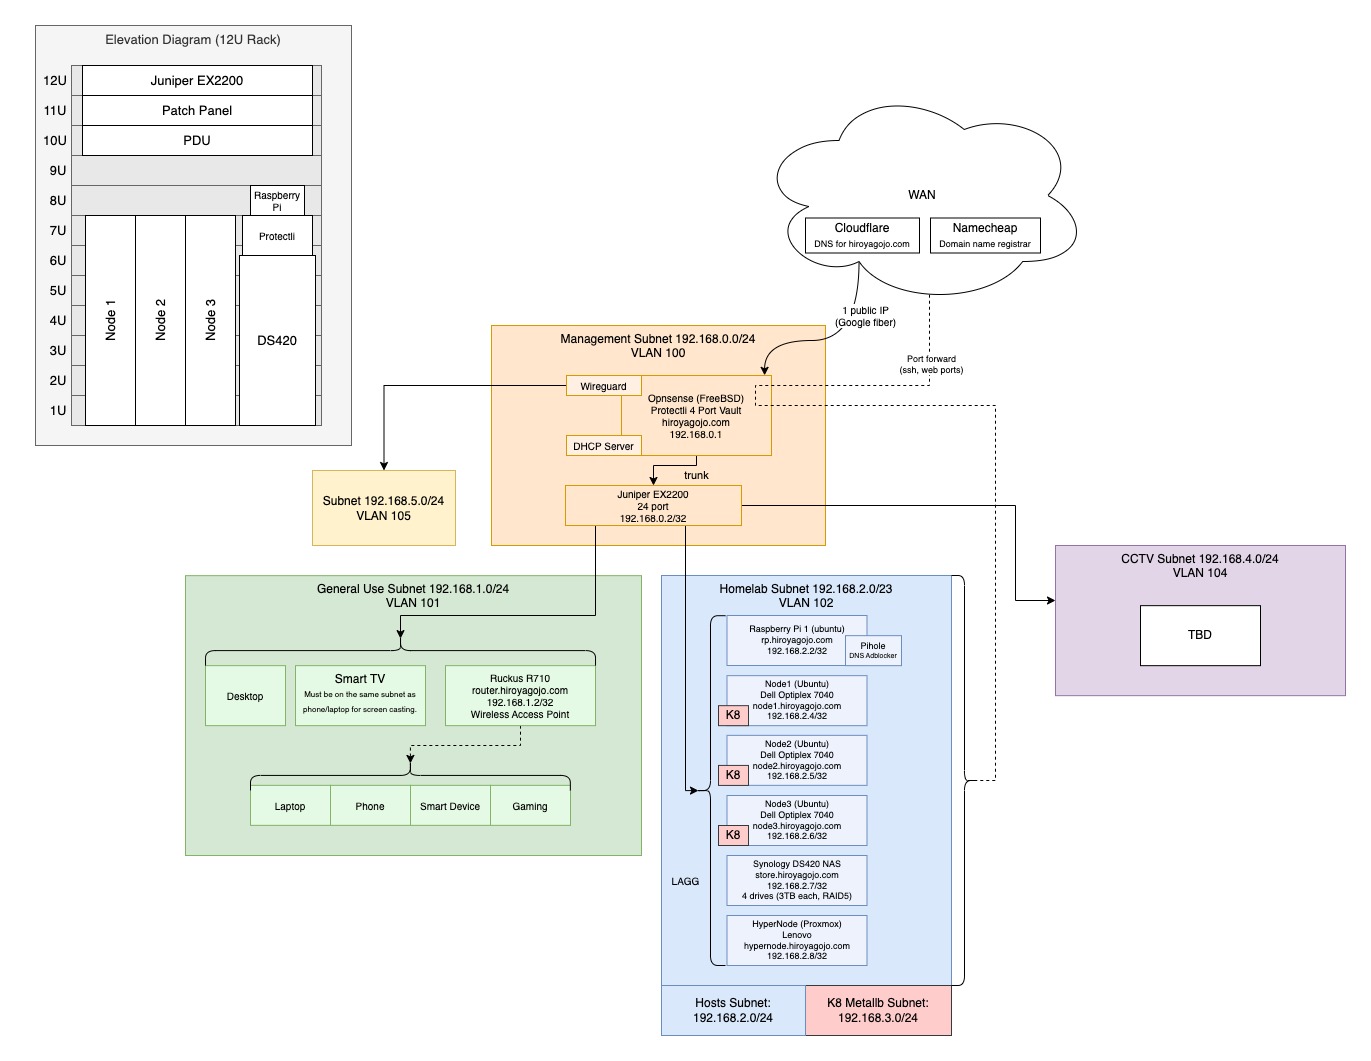 Elevation Diagram (12U Rack)
12U
Juniper EX2200
11U
Patch Panel
10U
PDU
9U
8U
Raspberry
Pi
7U
Protectli
6U
5U
4U
3U
2U
1U
Node 1
Node 2
Node 3
DS420
WAN
Cloudflare
DNS for hiroyagojo.com
Namecheap
Domain name registrar
1 public IP
(Google fiber)
Port forward
(ssh, web ports)
Management Subnet 192.168.0.0/24
VLAN 100
Wireguard
Opnsense (FreeBSD)
Protectli 4 Port Vault
hiroyagojo.com
192.168.0.1
DHCP Server
trunk
Juniper EX2200
24 port
192.168.0.2/32
Subnet 192.168.5.0/24
VLAN 105
General Use Subnet 192.168.1.0/24
VLAN 101
Desktop
Smart TV
Must be on the same subnet as
phone/laptop for screen casting.
Ruckus R710
router.hiroyagojo.com
192.168.1.2/32
Wireless Access Point
Laptop
Phone
Smart Device
Gaming
Homelab Subnet 192.168.2.0/23
VLAN 102
Raspberry Pi 1 (ubuntu)
rp.hiroyagojo.com
192.168.2.2/32
Pihole
DNS Adblocker
Node1 (Ubuntu)
Dell Optiplex 7040
node1.hiroyagojo.com
192.168.2.4/32
K8
Node2 (Ubuntu)
Dell Optiplex 7040
node2.hiroyagojo.com
192.168.2.5/32
K8
Node3 (Ubuntu)
Dell Optiplex 7040
node3.hiroyagojo.com
192.168.2.6/32
K8
LAGG
Synology DS420 NAS
store.hiroyagojo.com
192.168.2.7/32
4 drives (3TB each, RAID5)
HyperNode (Proxmox)
Lenovo
hypernode.hiroyagojo.com
192.168.2.8/32
Hosts Subnet:
192.168.2.0/24
K8 Metallb Subnet:
192.168.3.0/24
CCTV Subnet 192.168.4.0/24
VLAN 104
TBD